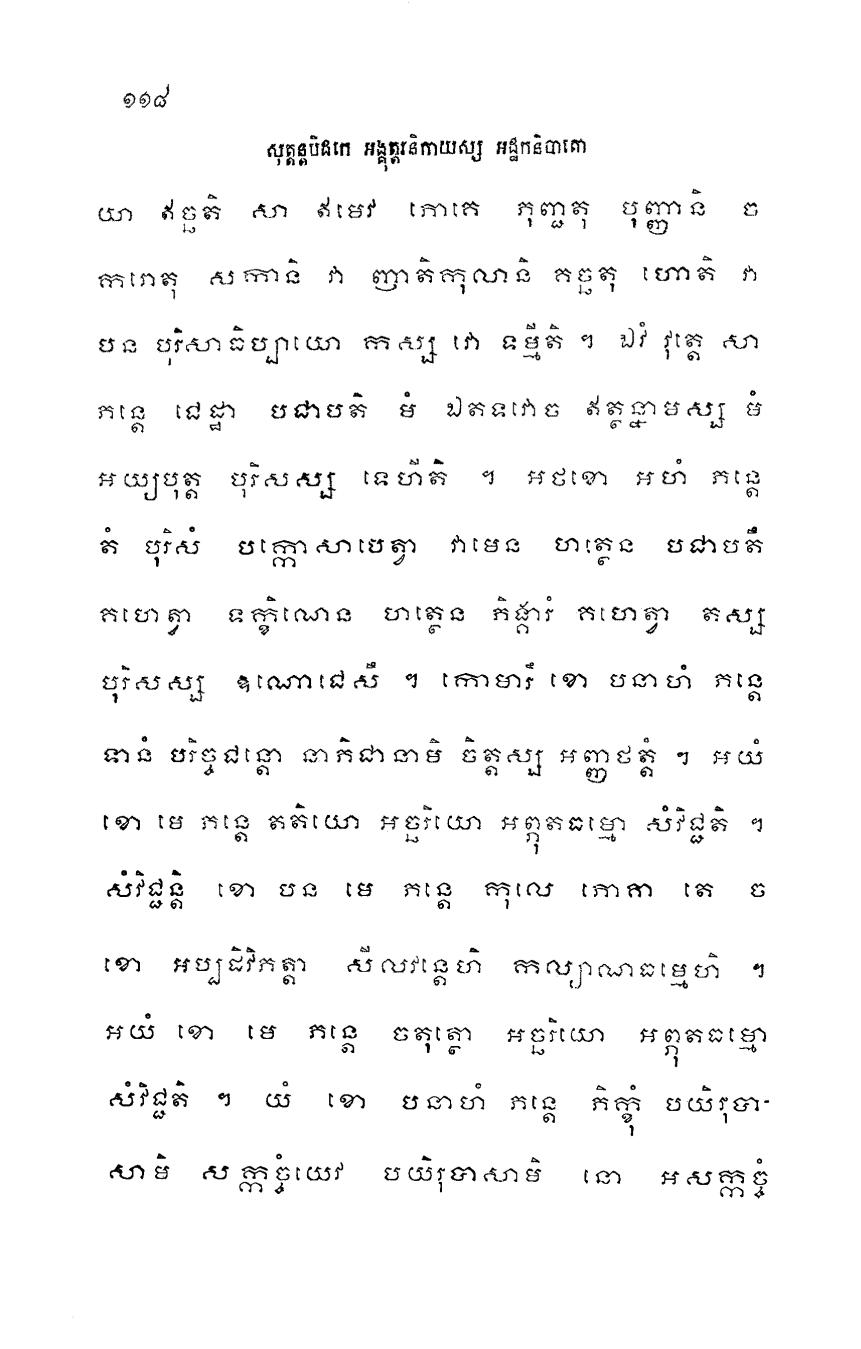 ១១៨
សុត្តន្តបិដកេ អង្គុត្តរនិកាយស្ស អដ្ឋកនិបាតោ
យា ឥច្ឆតិ សា ឥធេវ ភោគេ ភុញ្ជតុ បុញ្ញានិ ច
ករោតុ សកានិ វា ញាតិកុលានិ គច្ឆតុ ហោតិ វា
បន បុរិសាធិប្បាយោ កស្ស វោ ទម្មីតិ ។ ឯវំ វុត្តេ សា
ភន្តេ ជេដ្ឋា បជាបតិ មំ ឯតទវោច ឥត្ថន្នាមស្ស មំ
អយ្យបុត្ត បុរិសស្ស ទេហីតិ ។ អថខោ អហំ ភន្តេ
តំ បុរិសំ បក្កោសាបេត្វា វាមេន ហត្ថេន បជាបតឹ
គហេត្វា ទក្ខិណេន ហត្ថេន ភិង្ការំ គហេត្វា តស្ស
បុរិសស្ស ឧណោជេសឹ ។ កោមារឹ ខោ បនាហំ ភន្តេ
ទានំ បរិច្ចជន្តោ នាភិជានាមិ ចិត្តស្ស អញ្ញថត្តំ ។ អយំ
ខោ មេ ភន្តេ តតិយោ អច្ឆរិយោ អព្ភុតធម្មោ សំវិជ្ជតិ ។
សំវិជ្ជន្តិ ខោ បន មេ ភន្តេ កុលេ ភោគា តេ ច
ខោ អប្បជិវិភត្តា សីលវន្តេហិ កល្យាណធម្មេហិ ។
អយំ ខោ មេ ភន្តេ ចតុត្ថោ អច្ឆរិយោ អព្ភុតធម្មោ
សំវិជ្ជតិ ។ យំ ខោ បនាហំ ភន្តេ ភិក្ខុំ បយិរុបា-
សាមិ សក្កច្ចំយេវ បយិរុបាសាមិ នោ អសក្កច្ចំ